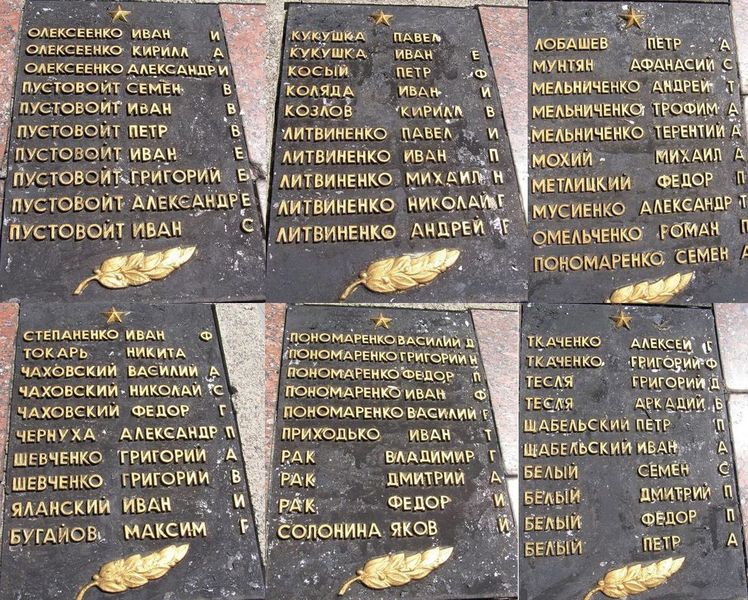 ОЛЕКСЕЕНКО ИВАН И
ОЛЕКСЕЕНКО КИРИЛЛ А
ОЛЕКСЕЕНКО АЛЕКСАНДР И
ПУСТОВОЙТ СЕМЁН В
ПУСТОВОЙТ ИВАН В
ПУСТОВОЙТ ПЕТР В
ПУСТОВОЙТ ИВАН Е
ПУСТОВОЙТ ГРИГОРИЙ Е
ПУСТОВОЙТ АЛЕКСАНДР Е
ПУСТОВОЙТ ИВАН С
КУКУШКА ПАВЕЛ
КУКУШКА ИВАН Е
КОСЫЙ ПЕТР Ф
КОЛЯДА ИВАН И
КОЗЛОВ КИРИЛЛ В
ЛИТВИНЕНКО ПАВЕЛ И
ЛИТВИНЕНКО ИВАН П
ЛИТВИНЕНКО МИХАИЛ Н
ЛИТВИНЕНКО НИКОЛАЙ Г
ЛИТВИНЕНКО АНДРЕЙ Г
ЛОБАШЕВ ПЕТР А
МУНТЯН АФАНАСИЙ С
МЕЛЬНИЧЕНКО АНДРЕЙ Т
МЕЛЬНИЧЕНКО ТРОФИМ А
МЕЛЬНИЧЕНКО ТЕРЕНТИЙ А
МОХИЙ МИХАИЛ А
МЕТЛИЦКИЙ ФЕДОР П
МУСИЕНКО АЛЕКСАНДР Т
ОМЕЛЬЧЕНКО РОМАН П
ПОНОМАРЕНКО СЕМЕН А
СТЕПАНЕНКО ИВАН Ф
ТОКАРЬ НИКИТА
ЧАХОВСКИЙ ВАСИЛИЙ А
ЧАХОВСКИЙ НИКОЛАЙ С
ЧАХОВСКИЙ ФЕДОР Г
ЧЕРНУХА АЛЕКСАНДР П
ШЕВЧЕНКО ГРИГОРИЙ А
ШЕВЧЕНКО ГРИГОРИЙ В
ЯЛАНСКИЙ ИВАН И
БУГАЙОВ МАКСИМ Г
ПОНОМАРЕНКО ВАСИЛИЙ Д
ПОНОМАРЕНКО ГРИГОРИЙ Н
ПОНОМАРЕНКО ФЕДОР П
ПОНОМАРЕНКО ИВАН Ф
ПОНОМАРЕНКО ВАСИЛИЙ Г
ПРИХОДЬКО ИВАН Т
РАК ВЛАДИМИР Г
РАК ДМИТРИЙ А
РАК ФЕДОР И
СОЛОНИНА ЯКОВ Й
ТКАЧЕНКО АЛЕКСЕЙ Г
ТКАЧЕНКО ГРИГОРИЙ Ф
ТЕСЛЯ ГРИГОРИЙ Д
ТЕСЛЯ АРКАДИЙ Б
ЩАБЕЛЬСКИЙ ПЕТР П
ЩАБЕЛЬСКИЙ ИВАН А
БЕЛЫЙ СЕМЁН С
БЕЛЫЙ ДМИТРИЙ П
БЕЛЫЙ ФЕДОР П
БЕЛЫЙ ПЕТР А